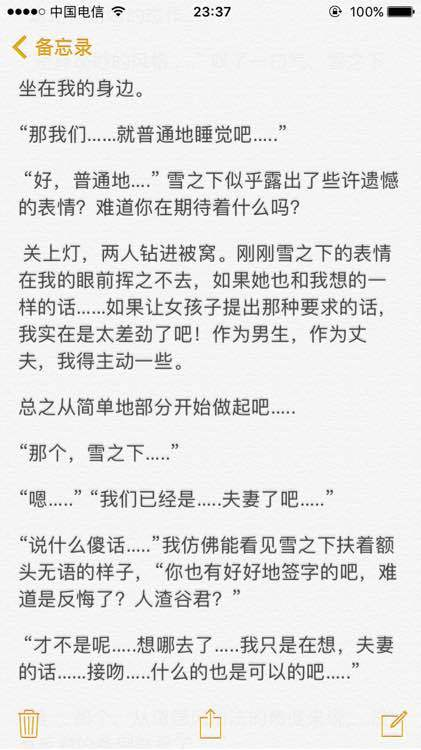 中国电信
23:37
100%
备忘录
坐在我的身边。
“那我们……就普通地睡觉吧…..”
“好，普通地….” 雪之下似乎露出了些许遗憾
的表情？难道你在期待着什么吗？
关上灯，两人钻进被窝。刚刚雪之下的表情
在我的眼前挥之不去，如果她也和我想的一
样的话……如果让女孩子提出那种要求的话，
我实在是太差劲了吧！作为男生，作为丈
夫，我得主动一些。
总之从简单地部分开始做起吧…..
“那个，雪之下…..”
“嗯…..” “我们已经是…..夫妻了吧…..”
“说什么傻话…..”我仿佛能看见雪之下扶着额
头无语的样子，“你也有好好地签字的吧，难
道是反悔了？人渣谷君？”
“才不是呢…..想哪去了…..我只是在想，夫妻
的话……接吻…..什么的也是可以的吧…..”